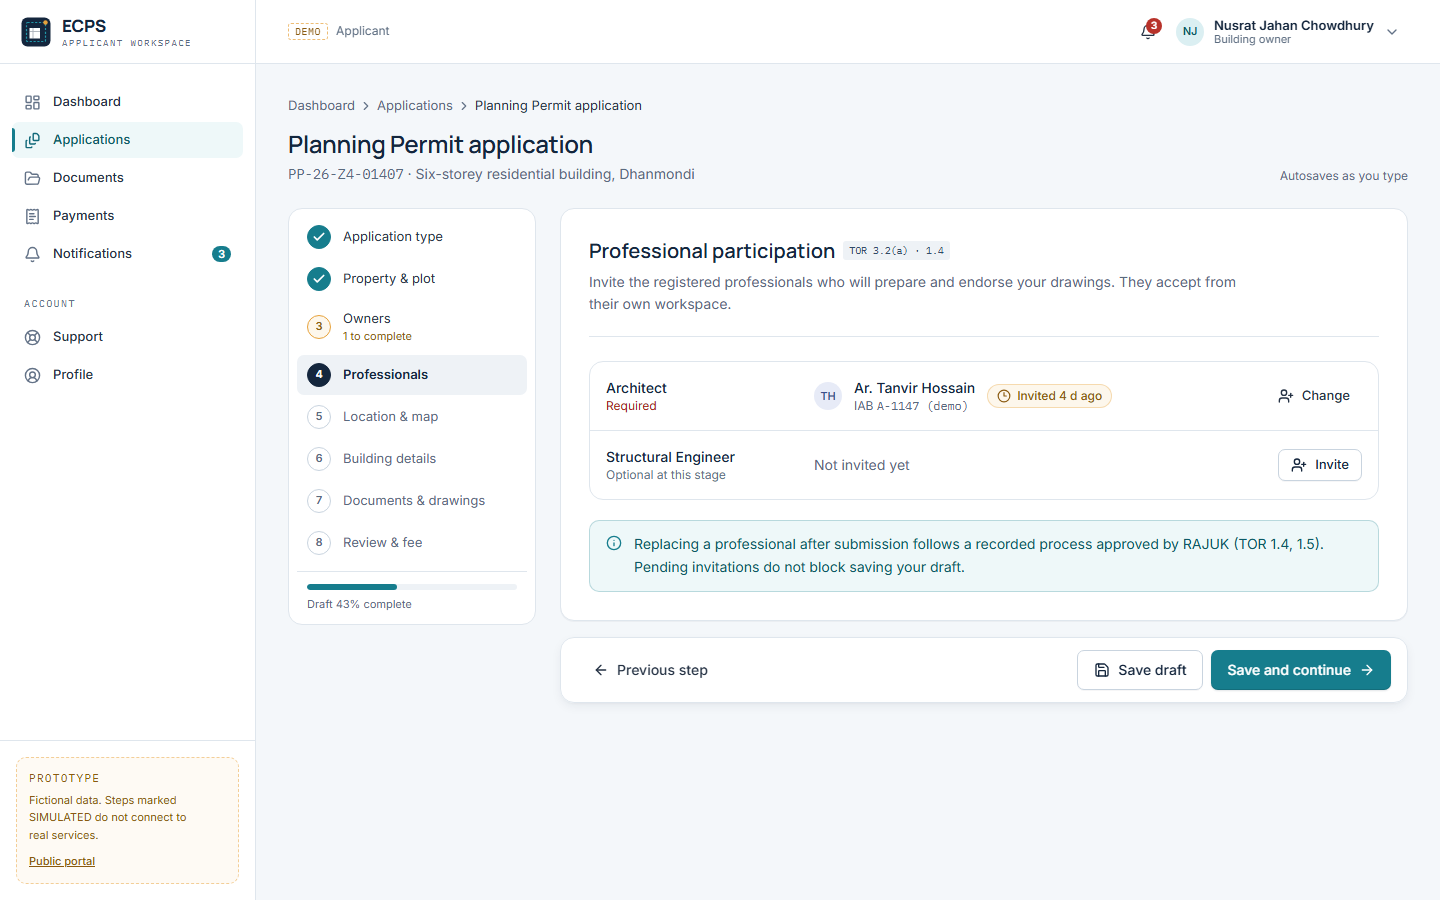 ECPS
APPLICANT WORKSPACE
DEMO Applicant
3
NJ
Nusrat Jahan Chowdhury
Building owner
Dashboard
Applications
Documents
Payments
Notifications 3
ACCOUNT
Support
Profile
PROTOTYPE
Fictional data. Steps marked
SIMULATED do not connect to
real services.
Public portal
Dashboard > Applications > Planning Permit application
Planning Permit application
PP-26-Z4-01407 · Six-storey residential building, Dhanmondi
Autosaves as you type
Application type
Property & plot
3 Owners
1 to complete
4 Professionals
5 Location & map
6 Building details
7 Documents & drawings
8 Review & fee
Draft 43% complete
Professional participation TOR 3.2(a) · 1.4
Invite the registered professionals who will prepare and endorse your drawings. They accept from
their own workspace.
Architect
Required
TH
Ar. Tanvir Hossain
IAB A-1147 (demo)
Invited 4 d ago
Change
Structural Engineer
Optional at this stage
Not invited yet
Invite
Replacing a professional after submission follows a recorded process approved by RAJUK (TOR 1.4, 1.5).
Pending invitations do not block saving your draft.
Previous step
Save draft
Save and continue